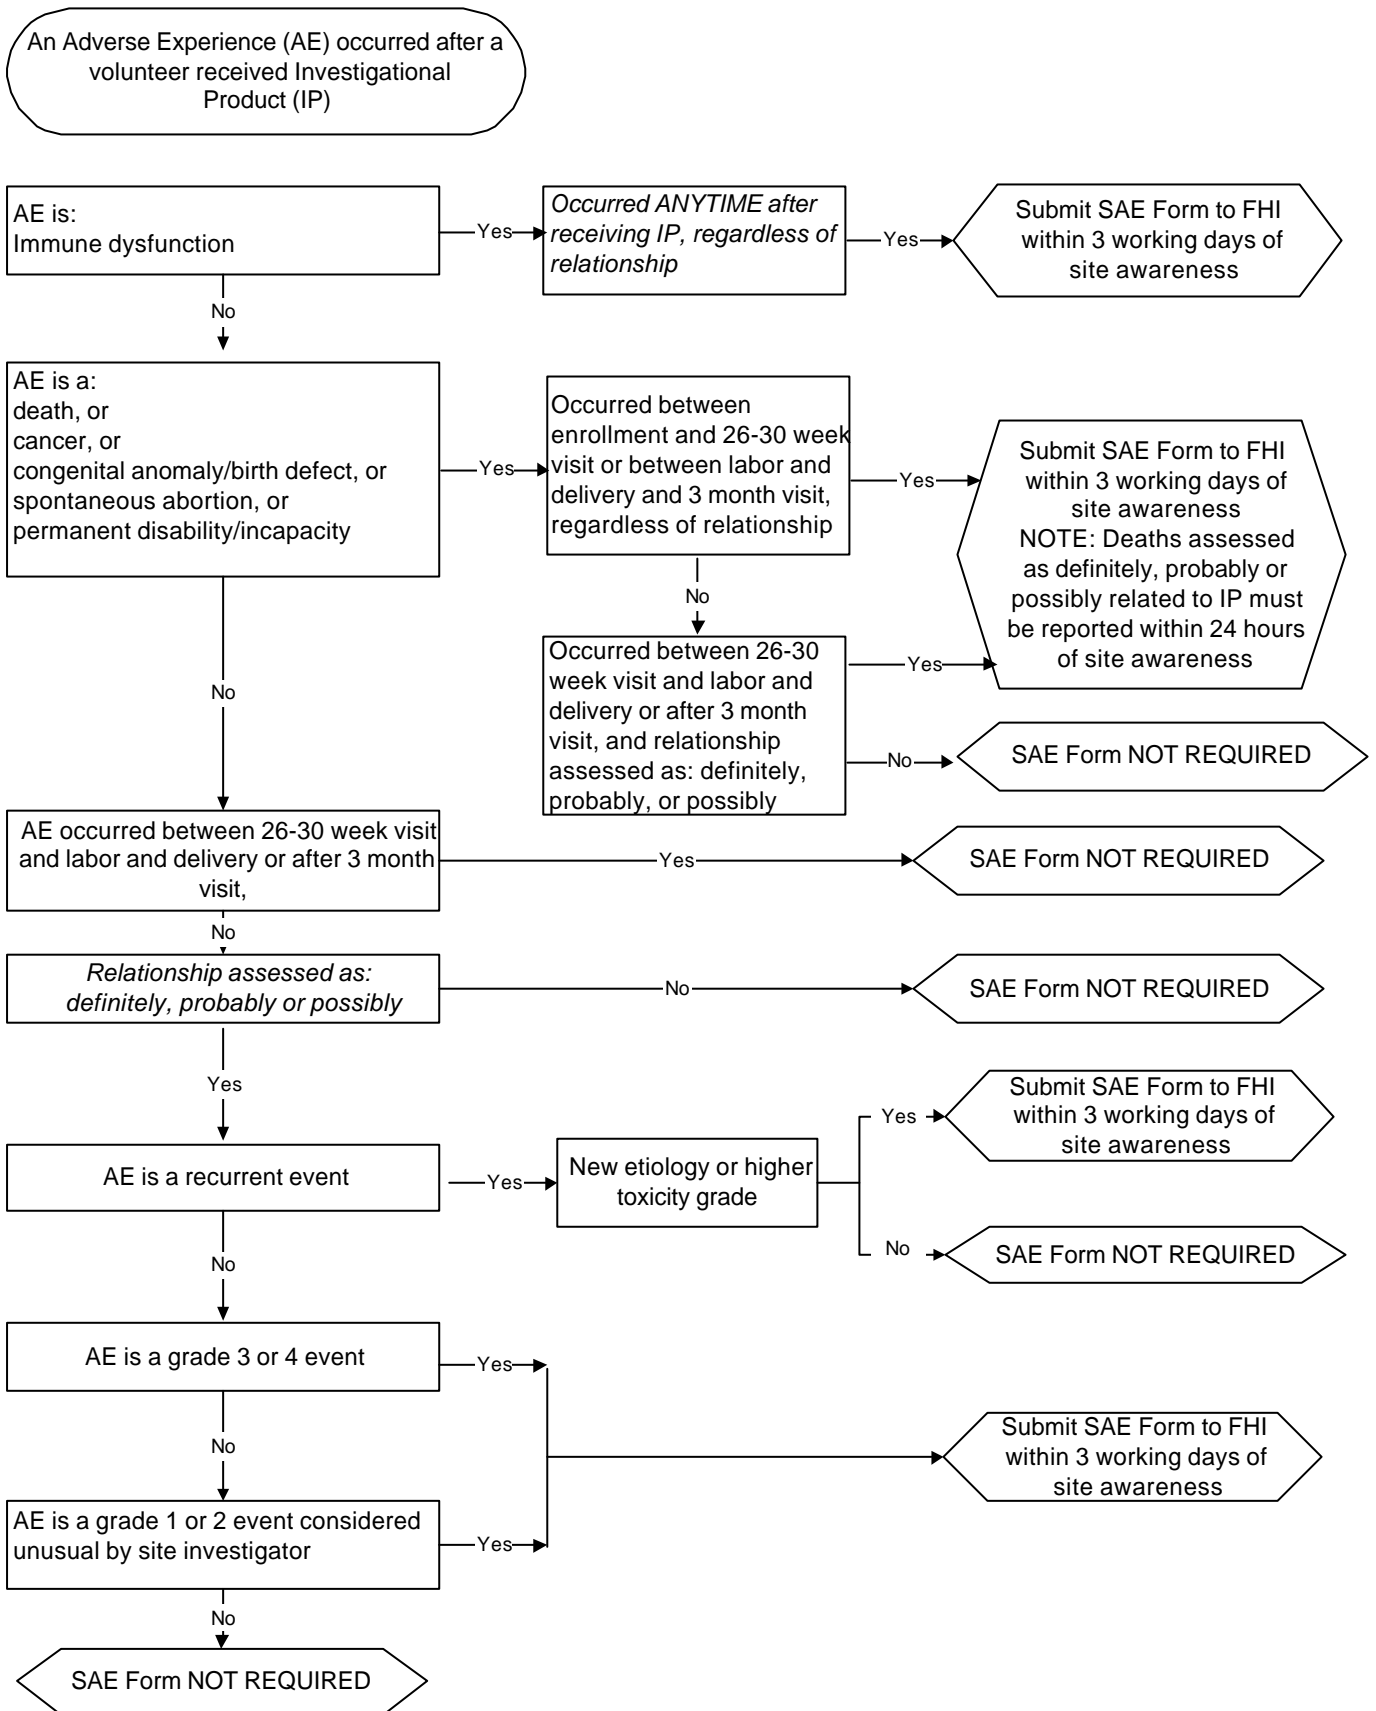 An Adverse Experience (AE) occurred after a
volunteer received Investigational
Product (IP)
AE is:
Immune dysfunction
Yes
Occurred ANYTIME after
receiving IP, regardless of
relationship
Yes
Submit SAE Form to FHI
within 3 working days of
site awareness
No
AE is a:
death, or
cancer, or
congenital anomaly/birth defect, or
spontaneous abortion, or
permanent disability/incapacity
Yes
Occurred between
enrollment and 26-30 week
visit or between labor and
delivery and 3 month visit,
regardless of relationship
Yes
Submit SAE Form to FHI
within 3 working days of
site awareness
NOTE: Deaths assessed
as definitely, probably or
possibly related to IP must
be reported within 24 hours
of site awareness
No
Occurred between 26-30
week visit and labor and
delivery or after 3 month
visit, and relationship
assessed as: definitely,
probably, or possibly
Yes
No
SAE Form NOT REQUIRED
No
AE occurred between 26-30 week visit
and labor and delivery or after 3 month
visit,
Yes
SAE Form NOT REQUIRED
No
Relationship assessed as:
definitely, probably or possibly
No
SAE Form NOT REQUIRED
Yes
AE is a recurrent event
Yes
New etiology or higher
toxicity grade
Yes
Submit SAE Form to FHI
within 3 working days of
site awareness
No
SAE Form NOT REQUIRED
No
AE is a grade 3 or 4 event
Yes
No
Submit SAE Form to FHI
within 3 working days of
site awareness
AE is a grade 1 or 2 event considered
unusual by site investigator
Yes
No
SAE Form NOT REQUIRED